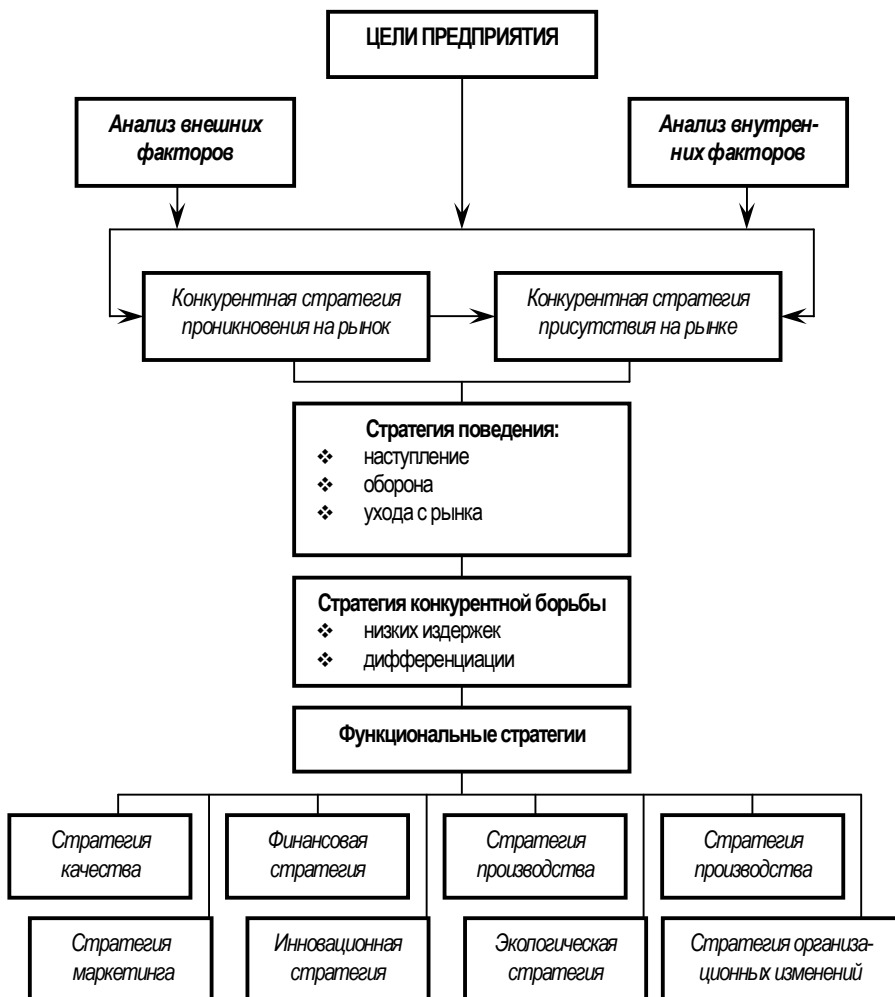 ЦЕЛИ ПРЕДПРИЯТИЯ
Анализ внешних
факторов
Анализ внутрен-
них факторов
Конкурентная стратегия
проникновения на рынок
Конкурентная стратегия
присутствия на рынке
Стратегия поведения:
❖ наступление
❖ оборона
❖ ухода с рынка
Стратегия конкурентной борьбы
❖ низких издержек
❖ дифференциации
Функциональные стратегии
Стратегия
качества
Финансовая
стратегия
Стратегия
производства
Стратегия
производства
Стратегия
маркетинга
Инновационная
стратегия
Экологическая
стратегия
Стратегия организа-
ционных изменений